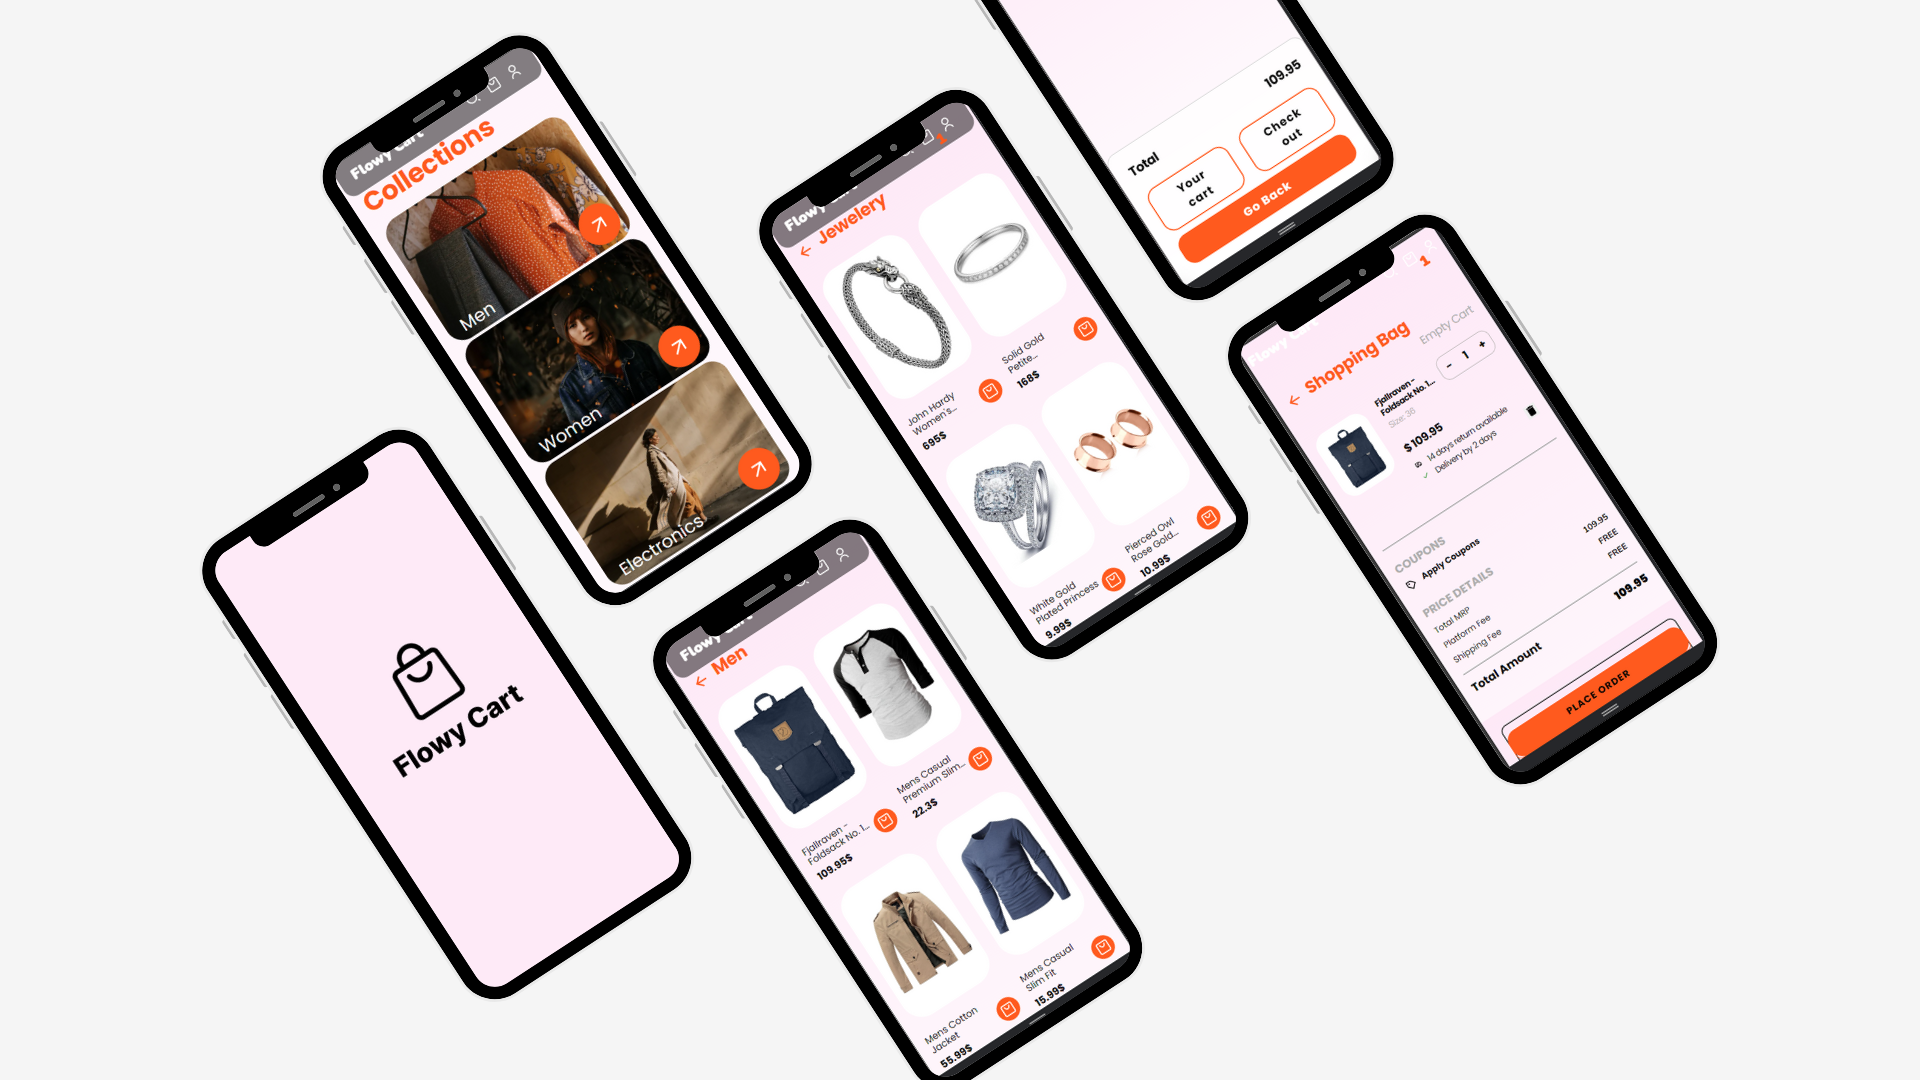 Flowy Cart
Collections
Men
Women
Electronics
Flowy Cart
Flowy Cart
Jewelery
1
John Hardy
Women's...
695$
Solid Gold
Petite...
168$
White Gold
Plated Princess
9.99$
Pierced Owl
Rose Gold...
10.99$
Flowy Cart
Men
Fjallraven -
Foldsack No. 1...
109.95$
Mens Casual
Premium Slim...
22.3$
Mens Cotton
Jacket
55.99$
Mens Casual
Slim Fit
15.99$
Total
109.95
Your
cart
Check
out
Go Back
1
Flowy
Shopping Bag
Empty Cart
Fjallraven -
Foldsack No. 1...
Size: 36
- 1 +
$ 109.95
14 days return available
Delivery by 2 days
COUPONS
Apply Coupons
PRICE DETAILS
Total MRP 109.95
Platform Fee FREE
Shipping Fee FREE
Total Amount 109.95
PLACE ORDER